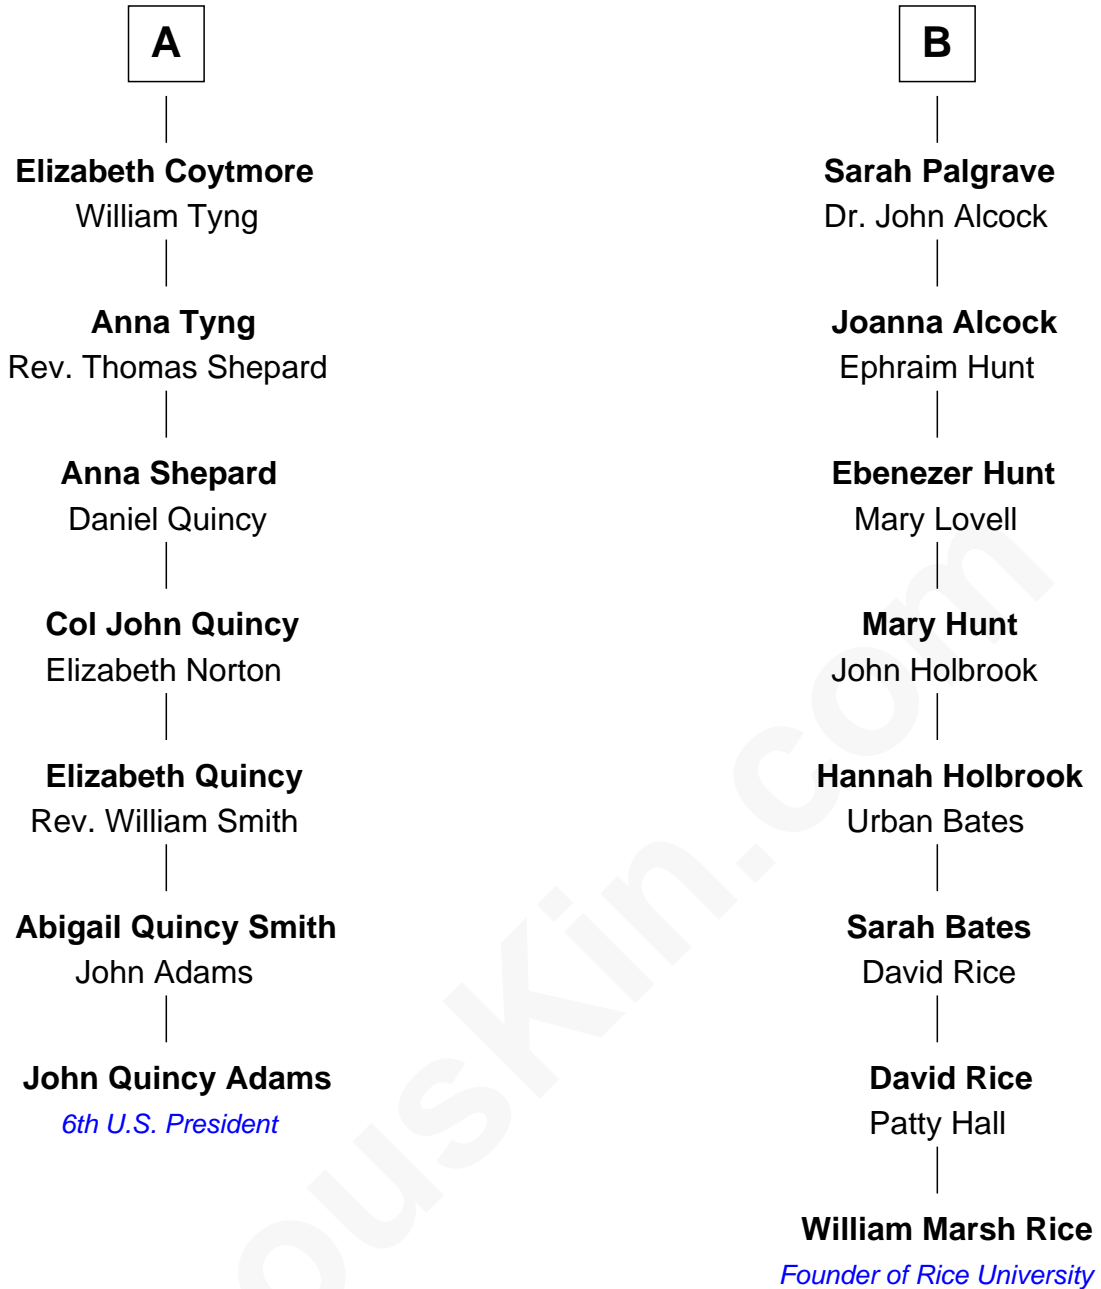 A
Elizabeth Coytmore
William Tyng
Anna Tyng
Rev. Thomas Shepard
Anna Shepard
Daniel Quincy
Col John Quincy
Elizabeth Norton
Elizabeth Quincy
Rev. William Smith
Abigail Quincy Smith
John Adams
John Quincy Adams
6th U.S. President
B
Sarah Palgrave
Dr. John Alcock
Joanna Alcock
Ephraim Hunt
Ebenezer Hunt
Mary Lovell
Mary Hunt
John Holbrook
Hannah Holbrook
Urban Bates
Sarah Bates
David Rice
David Rice
Patty Hall
William Marsh Rice
Founder of Rice University
ousKin.com